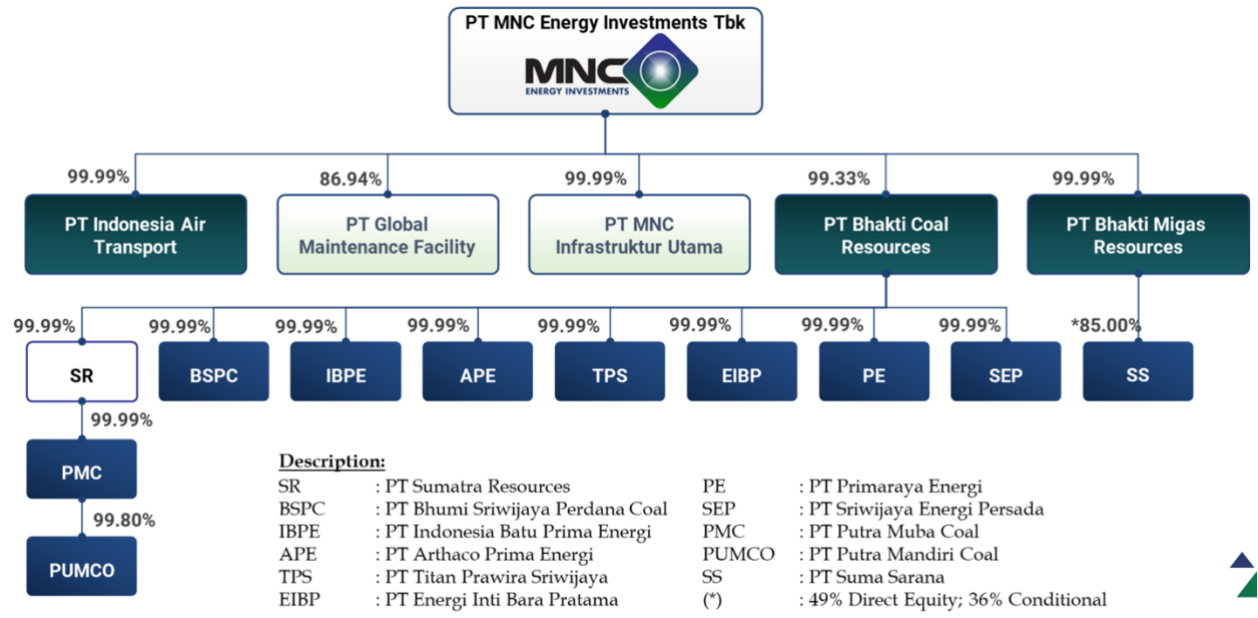 PT MNC Energy Investments Tbk
MNC
ENERGY INVESTMENTS
99.99%
86.94%
99.99%
99.33%
99.99%
PT Indonesia Air
Transport
PT Global
Maintenance Facility
PT MNC
Infrastruktur Utama
PT Bhakti Coal
Resources
PT Bhakti Migas
Resources
99.99%
99.99%
99.99%
99.99%
99.99%
99.99%
99.99%
99.99%
*85.00%
SR
BSPC
IBPE
APE
TPS
EIBP
PE
SEP
SS
99.99%
PMC
99.80%
PUMCO
Description:
SR : PT Sumatra Resources
BSPC : PT Bhumi Sriwijaya Perdana Coal
IBPE : PT Indonesia Batu Prima Energi
APE : PT Arthaco Prima Energi
TPS : PT Titan Prawira Sriwijaya
EIBP : PT Energi Inti Bara Pratama
PE : PT Primaraya Energi
SEP : PT Sriwijaya Energi Persada
PMC : PT Putra Muba Coal
PUMCO : PT Putra Mandiri Coal
SS : PT Suma Sarana
(*) : 49% Direct Equity; 36% Conditional